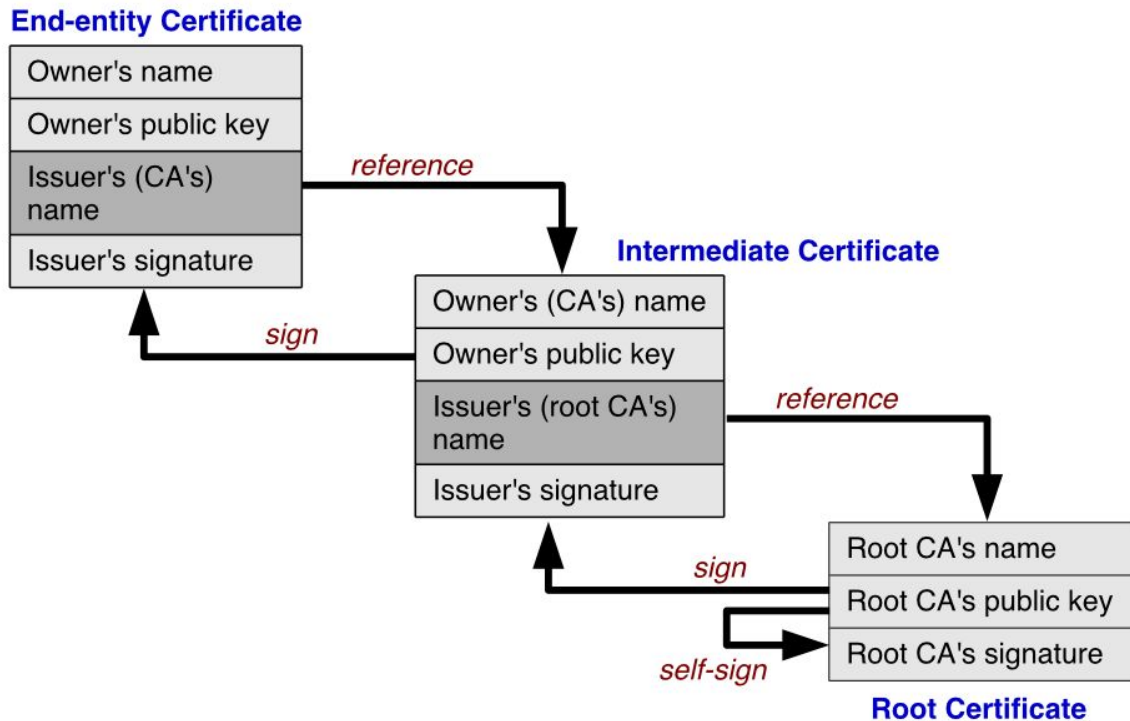 End-entity Certificate
Owner's name
Owner's public key
Issuer's (CA's)
name
Issuer's signature
reference
sign
Intermediate Certificate
Owner's (CA's) name
Owner's public key
Issuer's (root CA's)
name
Issuer's signature
reference
sign
self-sign
Root CA's name
Root CA's public key
Root CA's signature
Root Certificate